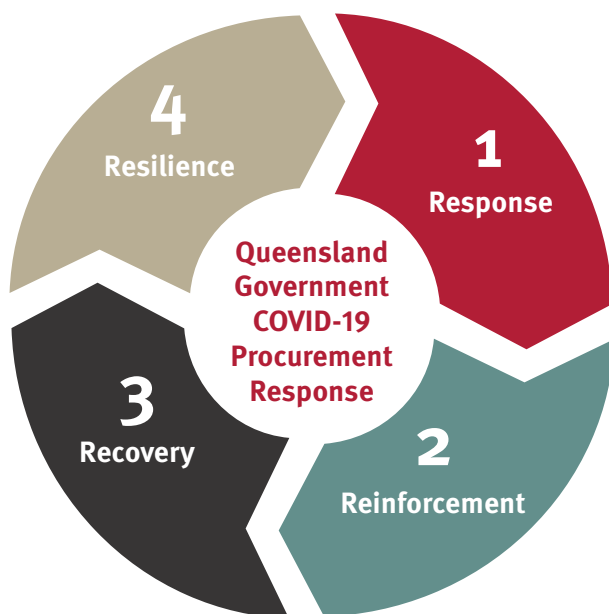 Queensland
Government
COVID-19
Procurement
Response
1
Response
2
Reinforcement
3
Recovery
4
Resilience